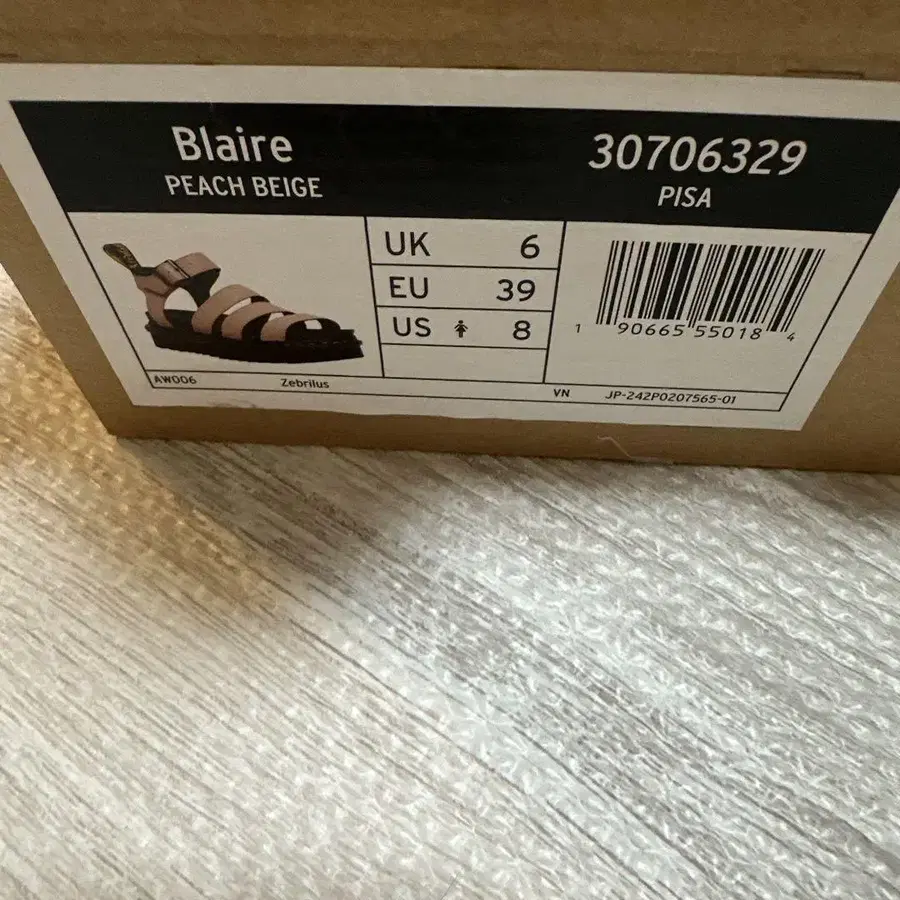 Blaire
PEACH BEIGE
30706329
PISA
UK 6
EU 39
US 8
1 90665 55018 4
AW006 Zebrilus VN JP-242P0207565-01